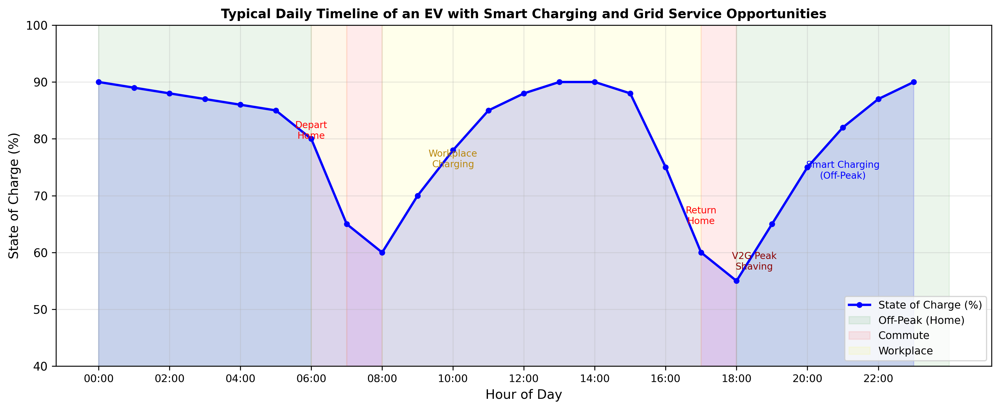 Typical Daily Timeline of an EV with Smart Charging and Grid Service Opportunities
State of Charge (%)
100
90
80
70
60
50
40
Depart
Home
Workplace
Charging
Return
Home
V2G Peak
Shaving
Smart Charging
(Off-Peak)
State of Charge (%)
Off-Peak (Home)
Commute
Workplace
00:00 02:00 04:00 06:00 08:00 10:00 12:00 14:00 16:00 18:00 20:00 22:00
Hour of Day